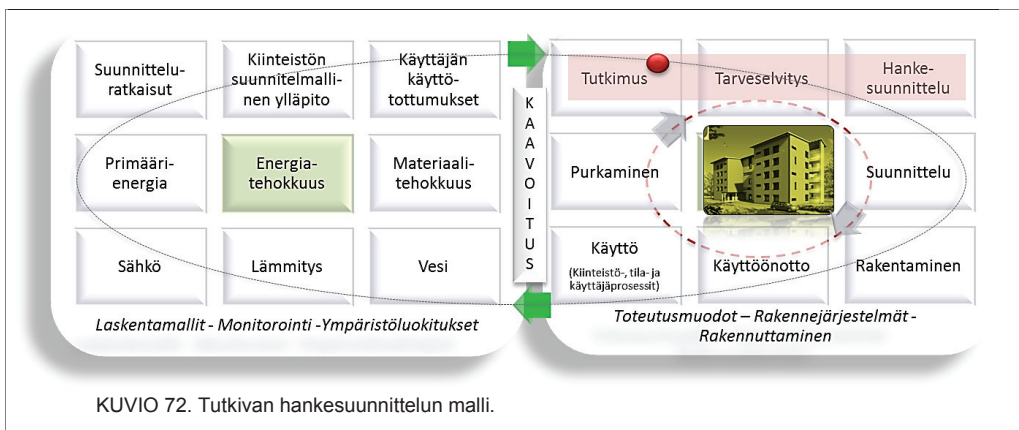 Suunnittelu-
ratkaisut
Kiinteistön
suunnitelmalli-
nen ylläpito
Käyttäjän
käyttö-
tottumukset
Primääri-
energia
Energia-
tehokkuus
Materiaali-
tehokkuus
Sähkö
Lämmitys
Vesi
Laskentamallit - Monitorointi -Ympäristöluokitukset
KAAVOITUS
Tutkimus
Tarveselvitys
Hanke-
suunnittelu
Purkaminen
Suunnittelu
Käyttö
(Kiinteistö-, tila- ja
käyttäjäprosessit)
Käyttöönotto
Rakentaminen
Toteutusmuodot – Rakennejärjestelmät -
Rakennuttaminen
KUVIO 72. Tutkivan hankesuunnittelun malli.